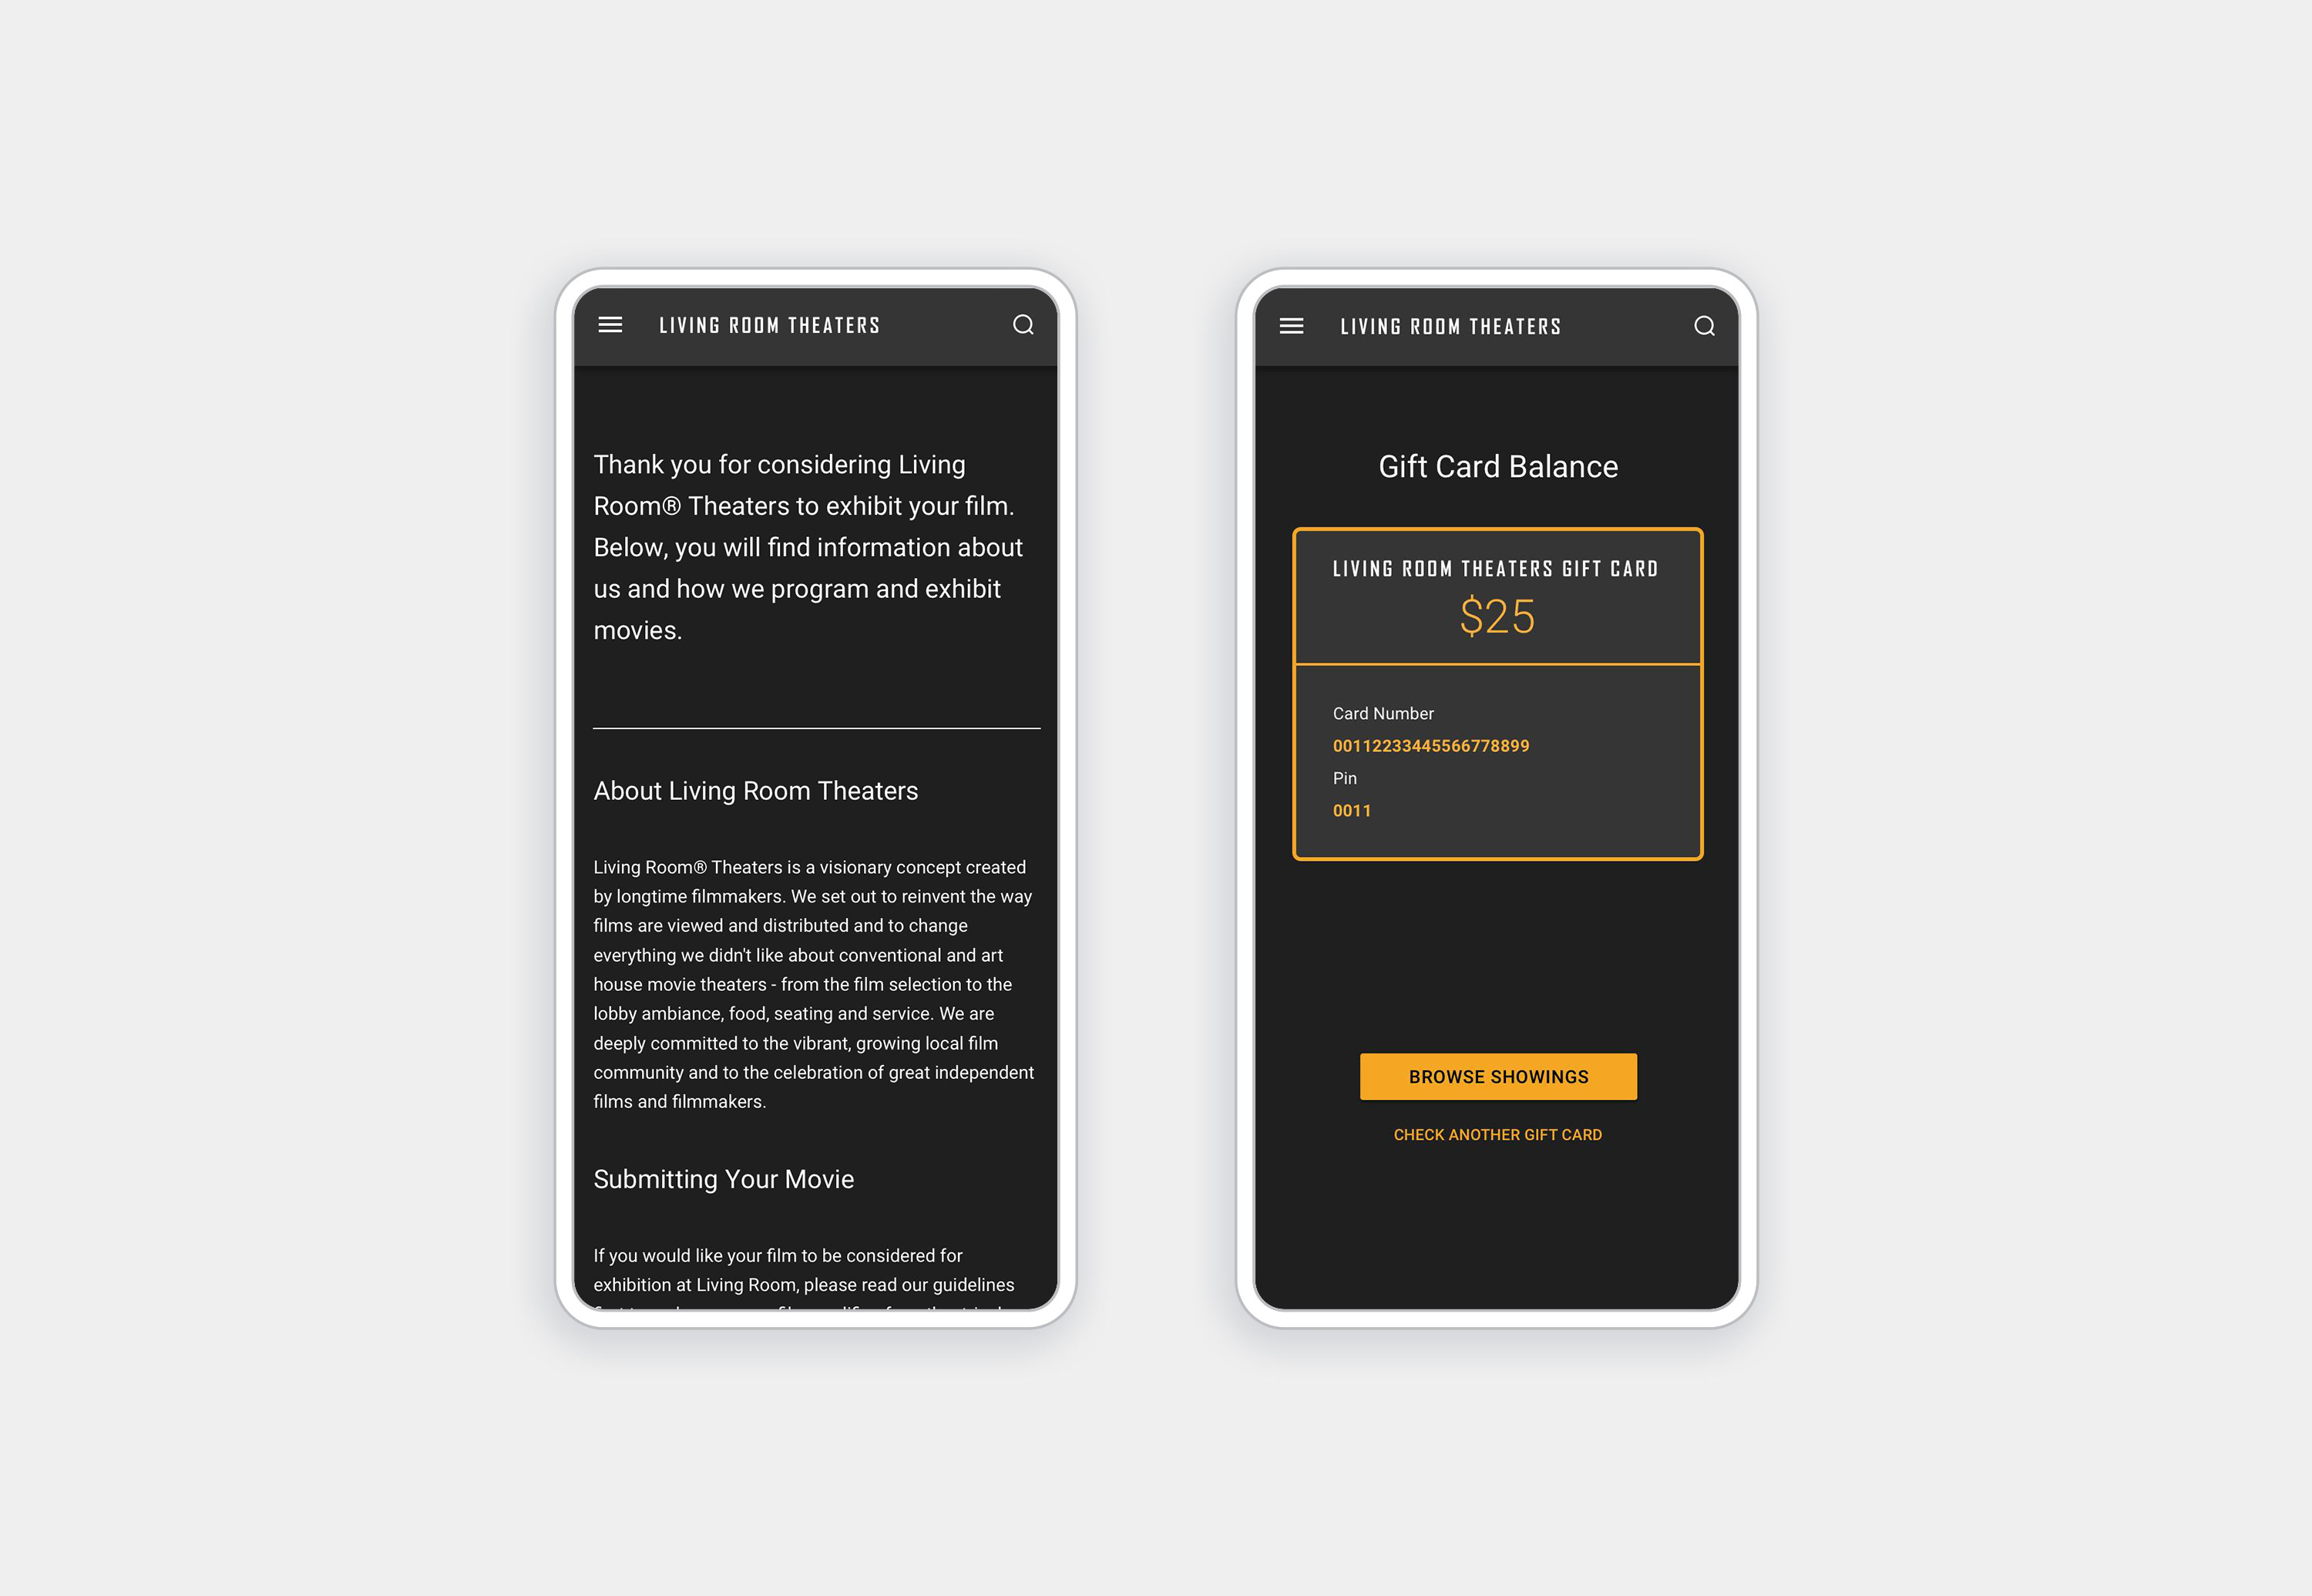 LIVING ROOM THEATERS
Thank you for considering Living
Room® Theaters to exhibit your film.
Below, you will find information about
us and how we program and exhibit
movies.
About Living Room Theaters
Living Room® Theaters is a visionary concept created
by longtime filmmakers. We set out to reinvent the way
films are viewed and distributed and to change
everything we didn't like about conventional and art
house movie theaters - from the film selection to the
lobby ambiance, food, seating and service. We are
deeply committed to the vibrant, growing local film
community and to the celebration of great independent
films and filmmakers.
Submitting Your Movie
If you would like your film to be considered for
exhibition at Living Room, please read our guidelines
LIVING ROOM THEATERS
Gift Card Balance
LIVING ROOM THEATERS GIFT CARD
$25
Card Number
00112233445566778899
Pin
0011
BROWSE SHOWINGS
CHECK ANOTHER GIFT CARD